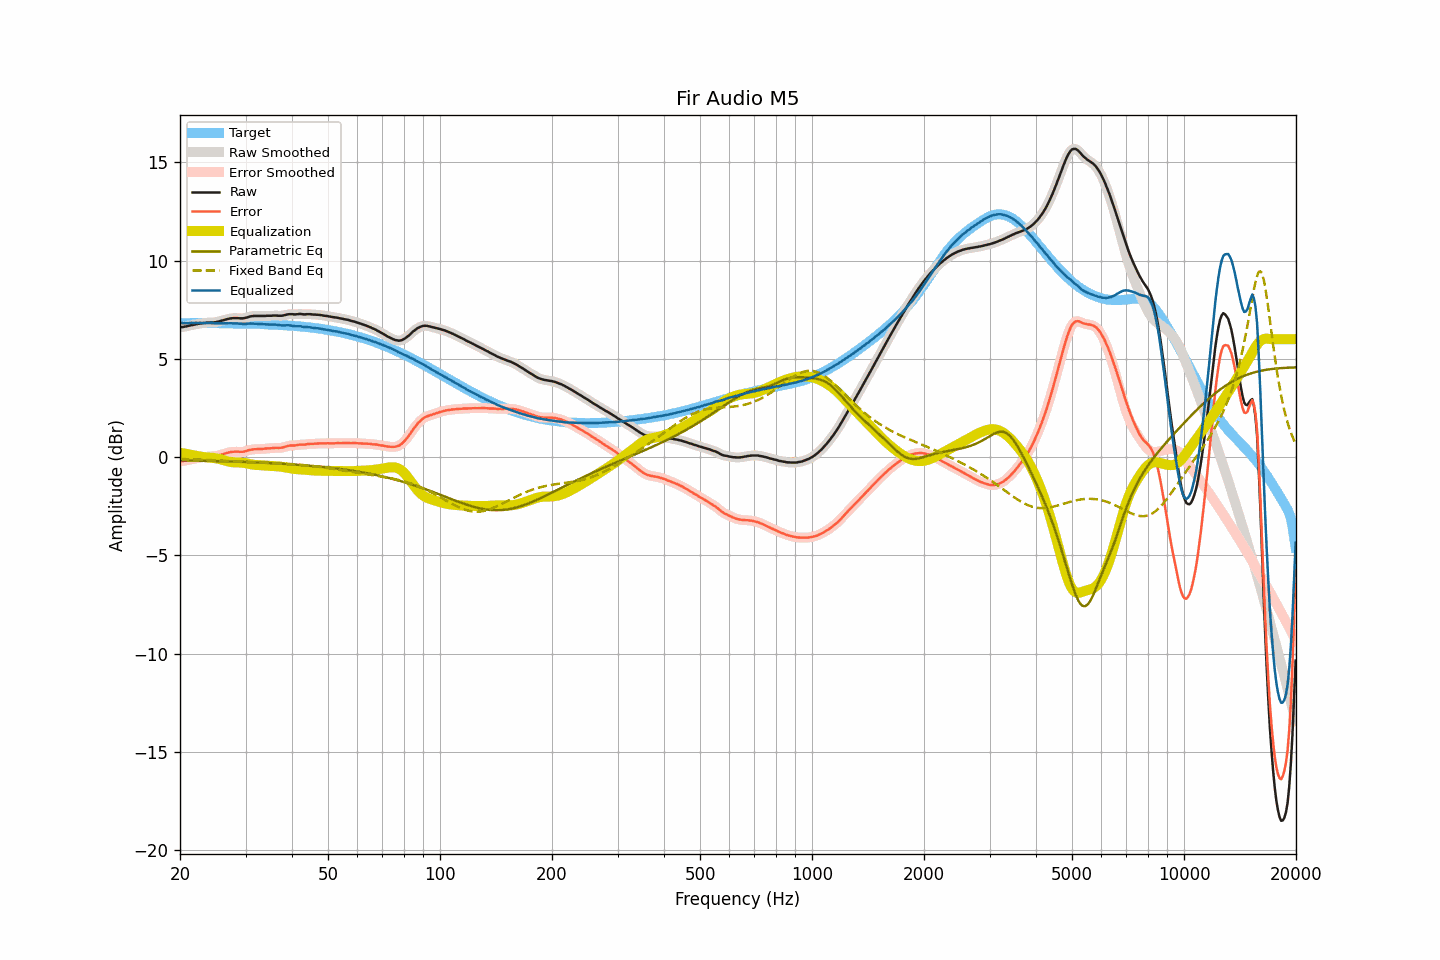 Fir Audio M5
Target
Raw Smoothed
Error Smoothed
Raw
Error
Equalization
Parametric Eq
Fixed Band Eq
Equalized
15
10
5
0
−5
−10
−15
−20
Amplitude (dBr)
20 50 100 200 500 1000 2000 5000 10000 20000
Frequency (Hz)